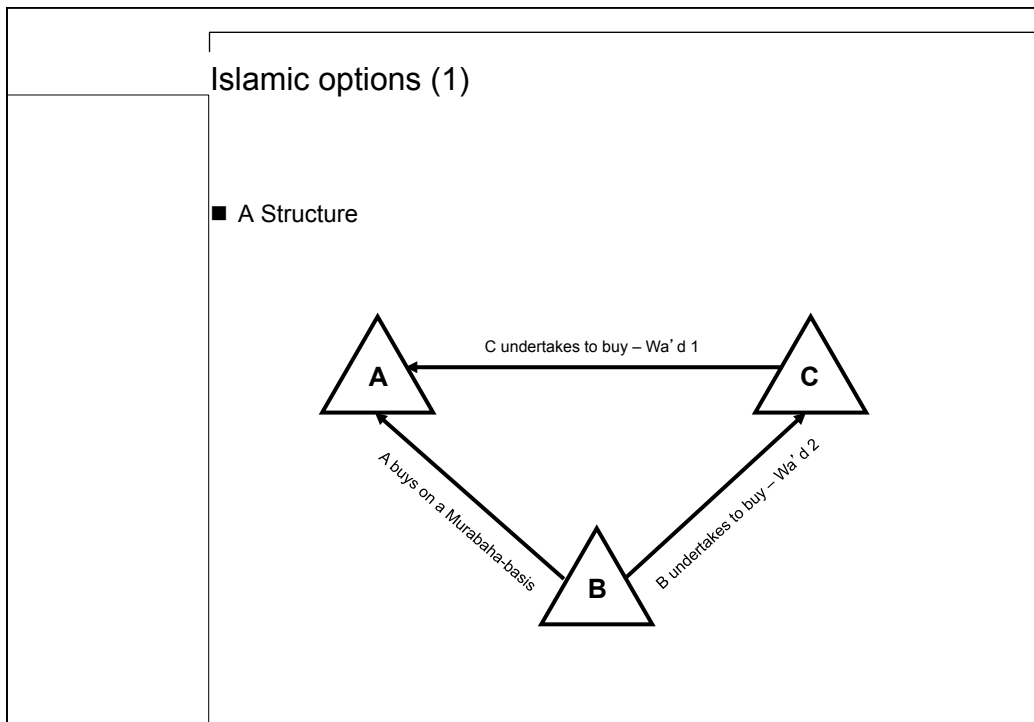 Islamic options (1)
■ A Structure
C undertakes to buy – Wa’d 1
A
C
A buys on a Murabaha-basis
B undertakes to buy – Wa’d 2
B